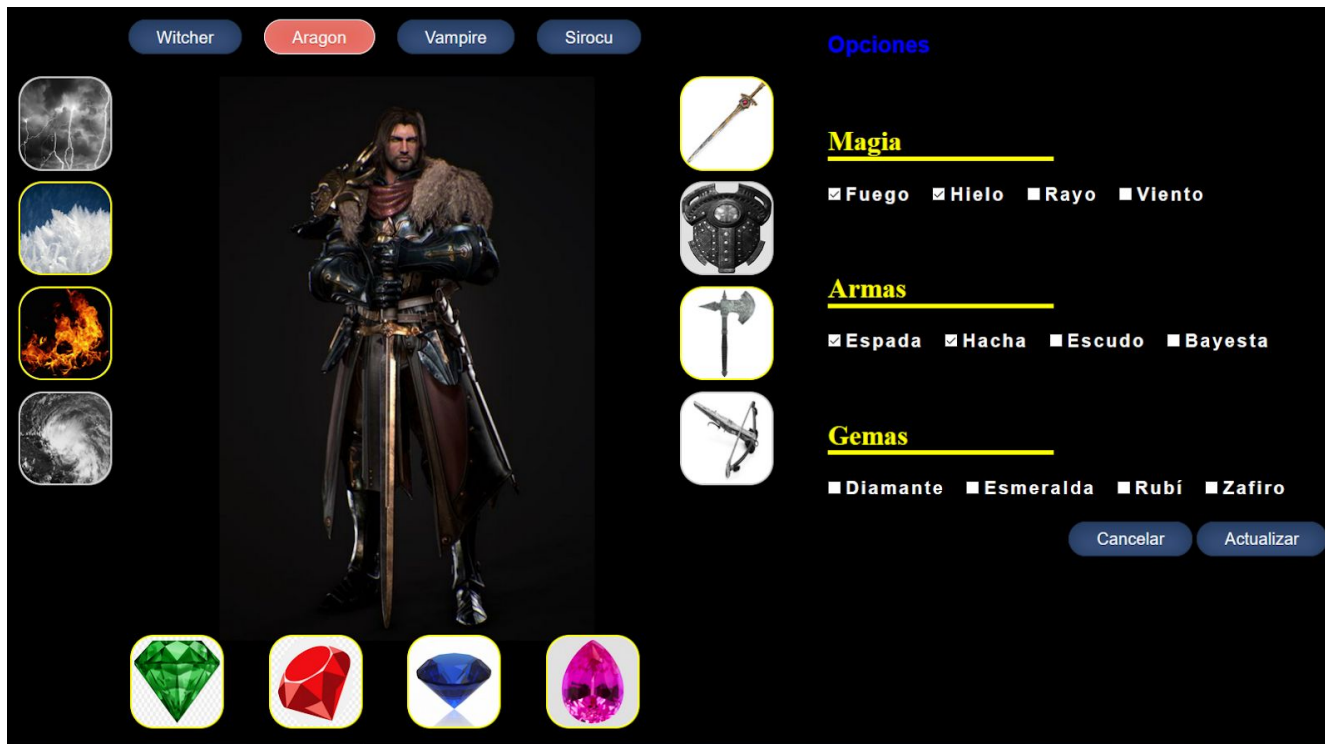 Witcher Aragon Vampire Sirocu
Opciones
Magia
Fuego Hielo Rayo Viento
Armas
Espada Hacha Escudo Bayesta
Gemas
Diamante Esmeralda Rubí Zafiro
Cancelar Actualizar